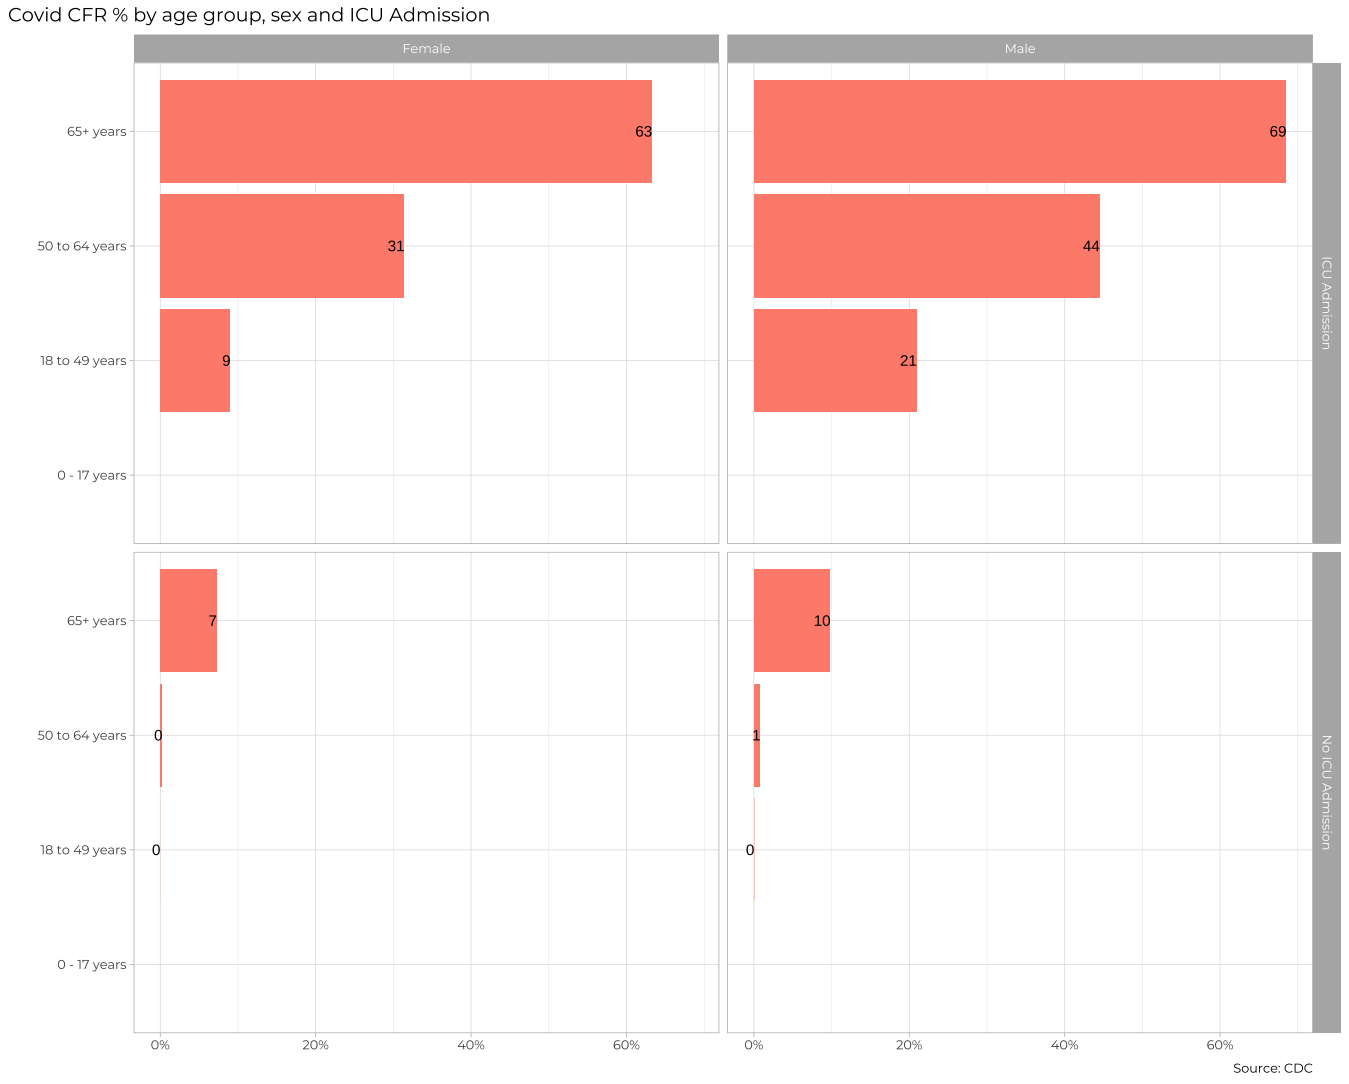 Covid CFR % by age group, sex and ICU Admission
Female
Male
65+ years
63
69
50 to 64 years
31
44
18 to 49 years
9
21
0 - 17 years
ICU Admission
65+ years
7
10
50 to 64 years
0
1
18 to 49 years
0
0
0 - 17 years
No ICU Admission
0%
20%
40%
60%
0%
20%
40%
60%
Source: CDC